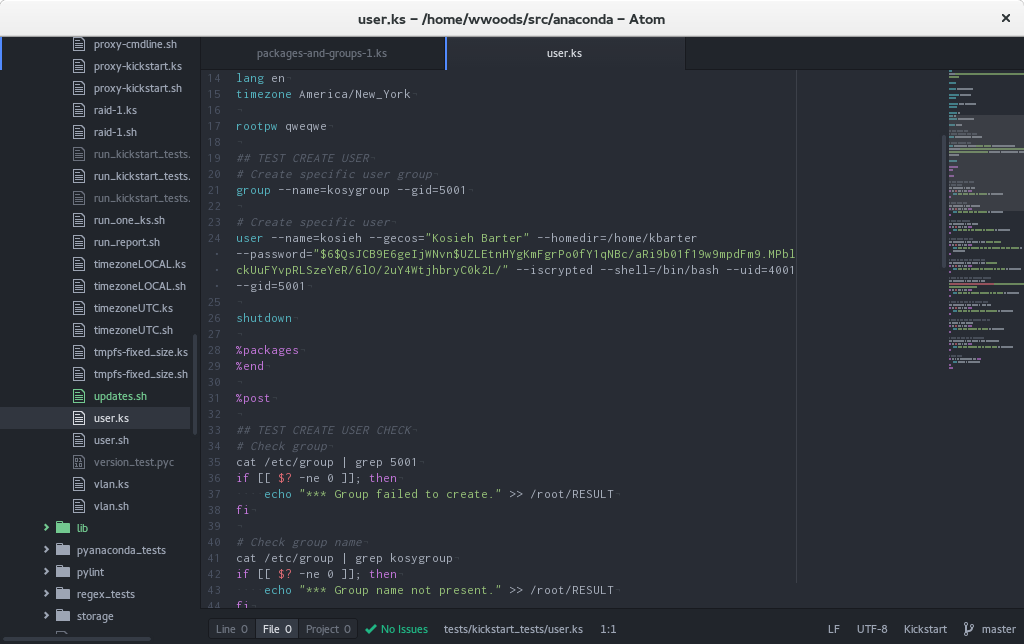 user.ks – /home/wwoods/src/anaconda – Atom
proxy-cmdline.sh
proxy-kickstart.ks
proxy-kickstart.sh
raid-1.ks
raid-1.sh
run_kickstart_tests.
run_kickstart_tests.
run_kickstart_tests.
run_one_ks.sh
run_report.sh
timezoneLOCAL.ks
timezoneLOCAL.sh
timezoneUTC.ks
timezoneUTC.sh
tmpfs-fixed_size.ks
tmpfs-fixed_size.sh
updates.sh
user.ks
user.sh
version_test.pyc
vlan.ks
vlan.sh
lib
pyanaconda_tests
pylint
regex_tests
storage
packages-and-groups-1.ks
user.ks
14 lang en
15 timezone America/New_York
16
17 rootpw qweqwe
18
19 ## TEST CREATE USER
20 # Create specific user group
21 group --name=kosygroup --gid=5001
22
23 # Create specific user
24 user --name=kosieh --gecos="Kosieh Barter" --homedir=/home/kbarter
• --password="$6$QsJCB9E6geIjWNvn$UZLEtnHYgKmFgrPo0fY1qNBc/aRi9b01f19w9mpdFm9.MPbl
• ckUuFYvpRLSzeYeR/6lO/2uY4WtjhbryC0k2L/" --iscrypted --shell=/bin/bash --uid=4001
• --gid=5001
25
26 shutdown
27
28 %packages
29 %end
30
31 %post
32
33 ## TEST CREATE USER CHECK
34 # Check group
35 cat /etc/group | grep 5001
36 if [[ $? -ne 0 ]]; then
37 echo "*** Group failed to create." >> /root/RESULT
38 fi
39
40 # Check group name
41 cat /etc/group | grep kosygroup
42 if [[ $? -ne 0 ]]; then
43 echo "*** Group name not present." >> /root/RESULT
44 fi
Line 0 File 0 Project 0 No Issues tests/kickstart_tests/user.ks 1:1 LF UTF-8 Kickstart master